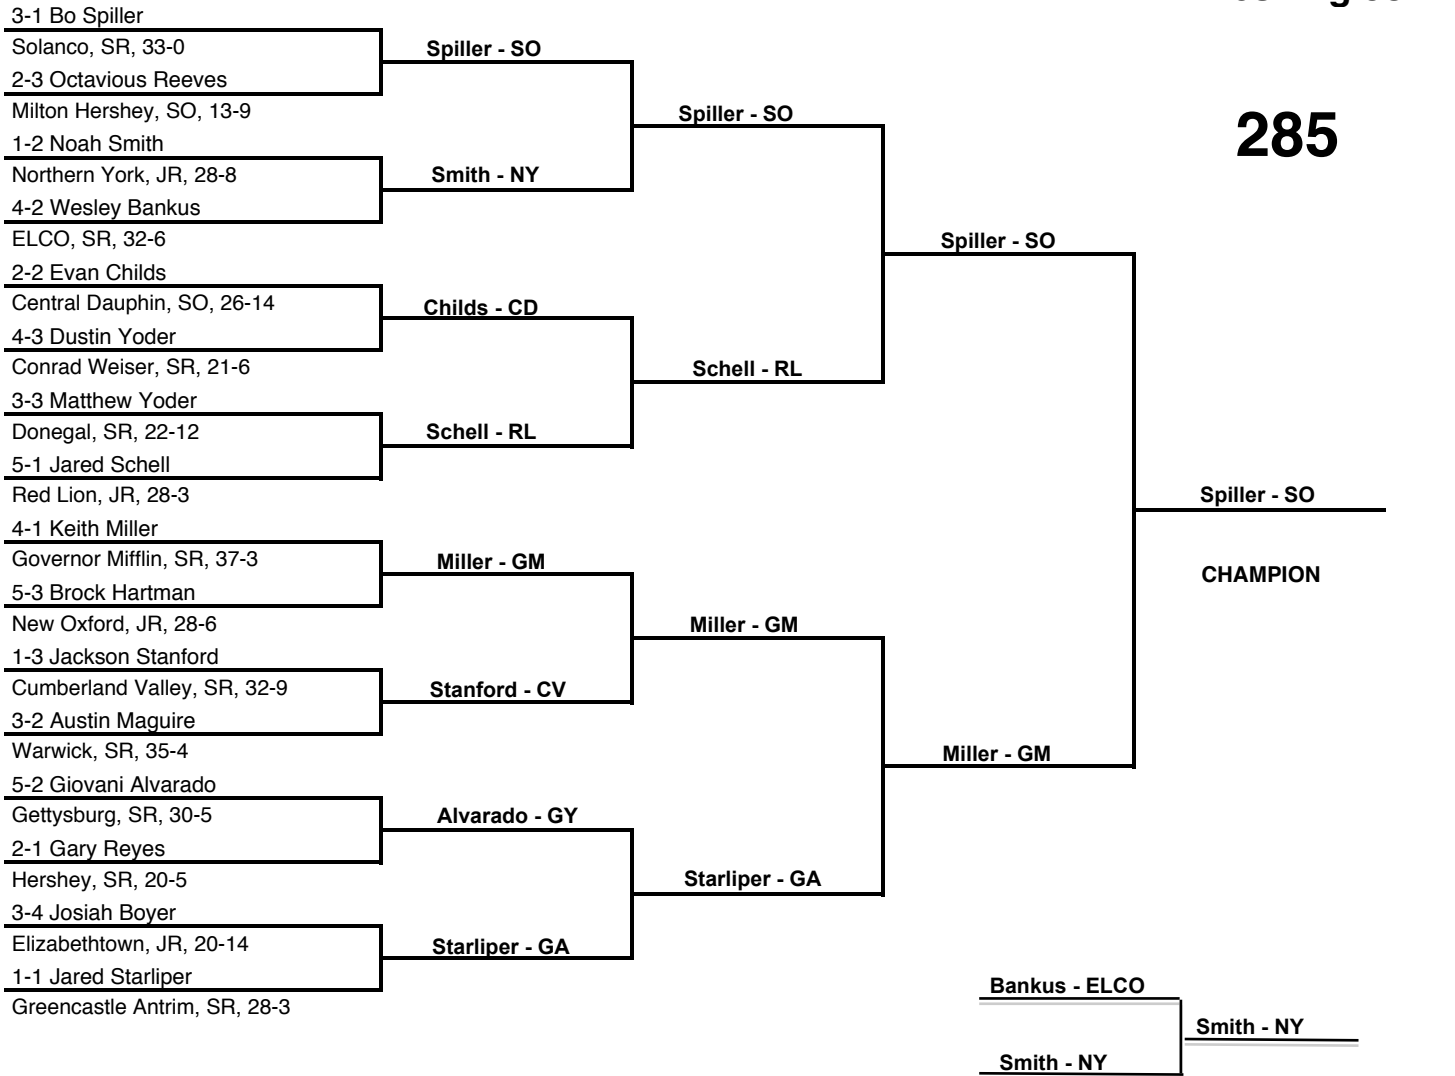 3-1 Bo Spiller
Solanco, SR, 33-0
2-3 Octavious Reeves
Milton Hershey, SO, 13-9
1-2 Noah Smith
Northern York, JR, 28-8
4-2 Wesley Bankus
ELCO, SR, 32-6
2-2 Evan Childs
Central Dauphin, SO, 26-14
4-3 Dustin Yoder
Conrad Weiser, SR, 21-6
3-3 Matthew Yoder
Donegal, SR, 22-12
5-1 Jared Schell
Red Lion, JR, 28-3
4-1 Keith Miller
Governor Mifflin, SR, 37-3
5-3 Brock Hartman
New Oxford, JR, 28-6
1-3 Jackson Stanford
Cumberland Valley, SR, 32-9
3-2 Austin Maguire
Warwick, SR, 35-4
5-2 Giovani Alvarado
Gettysburg, SR, 30-5
2-1 Gary Reyes
Hershey, SR, 20-5
3-4 Josiah Boyer
Elizabethtown, JR, 20-14
1-1 Jared Starliper
Greencastle Antrim, SR, 28-3
Spiller - SO
Smith - NY
Childs - CD
Schell - RL
Miller - GM
Stanford - CV
Alvarado - GY
Starliper - GA
Spiller - SO
Schell - RL
Miller - GM
Starliper - GA
Spiller - SO
Miller - GM
285
Spiller - SO
CHAMPION
Bankus - ELCO
Smith - NY
Smith - NY